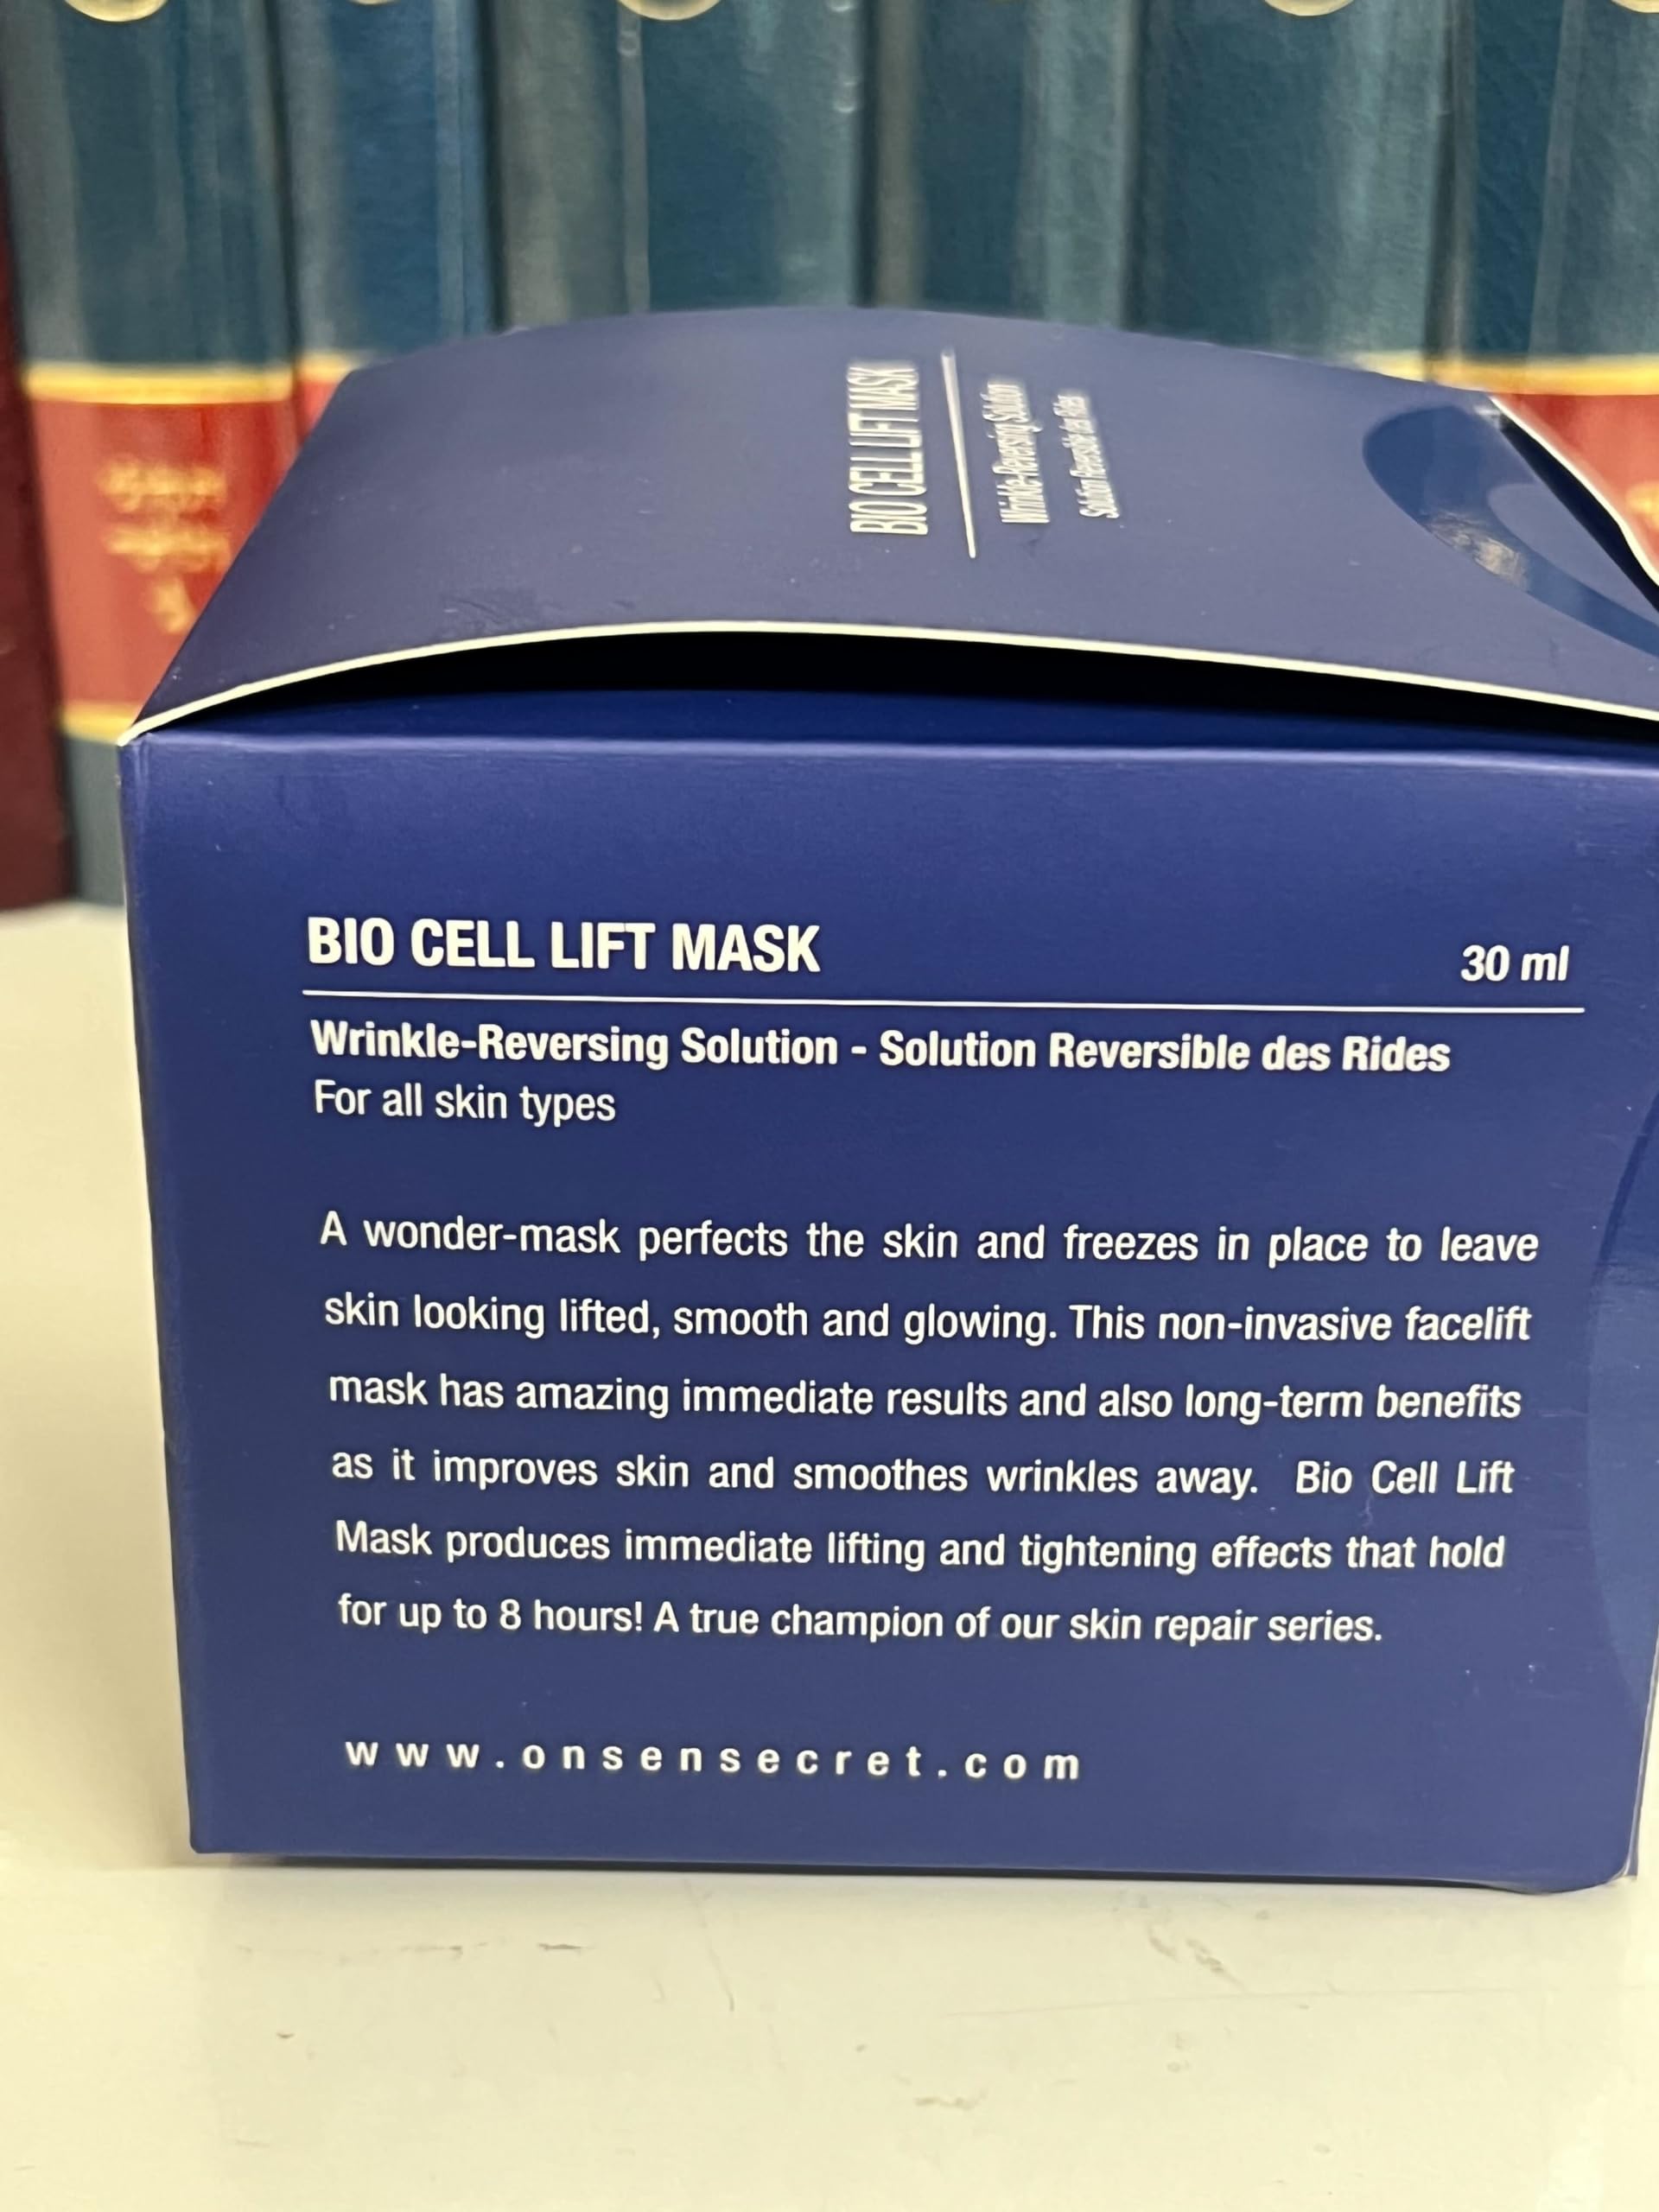 BIO CELL LIFT MASK
Wrinkle-Reversing Solution
Solution Reversible des Rides
BIO CELL LIFT MASK 30 ml
Wrinkle-Reversing Solution - Solution Reversible des Rides
For all skin types
A wonder-mask perfects the skin and freezes in place to leave
skin looking lifted, smooth and glowing. This non-invasive facelift
mask has amazing immediate results and also long-term benefits
as it improves skin and smoothes wrinkles away. Bio Cell Lift
Mask produces immediate lifting and tightening effects that hold
for up to 8 hours! A true champion of our skin repair series.
www.onsensecret.com